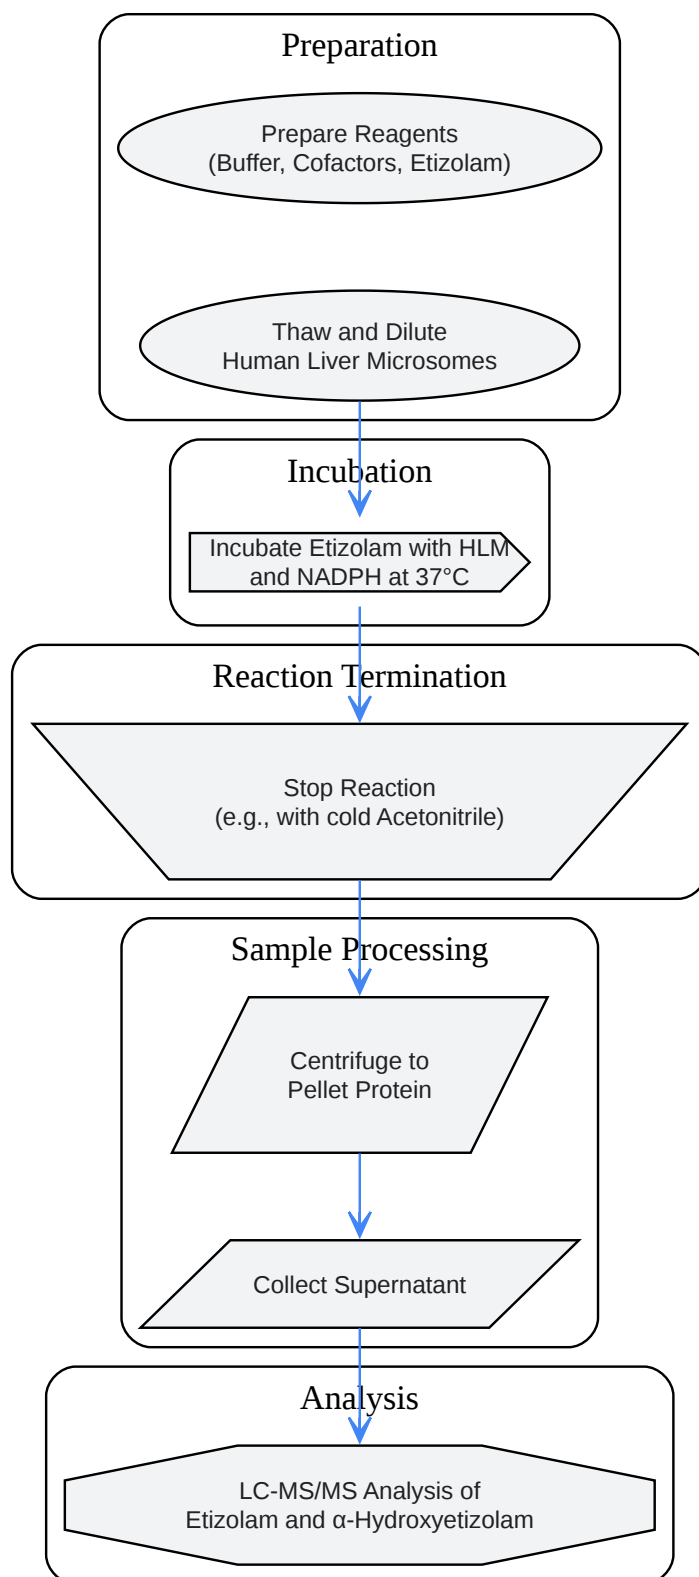 Preparation
Prepare Reagents
(Buffer, Cofactors, Etizolam)
Thaw and Dilute
Human Liver Microsomes
Incubation
Incubate Etizolam with HLM
and NADPH at 37°C
Reaction Termination
Stop Reaction
(e.g., with cold Acetonitrile)
Sample Processing
Centrifuge to
Pellet Protein
Collect Supernatant
Analysis
LC-MS/MS Analysis of
Etizolam and α-Hydroxyetizolam